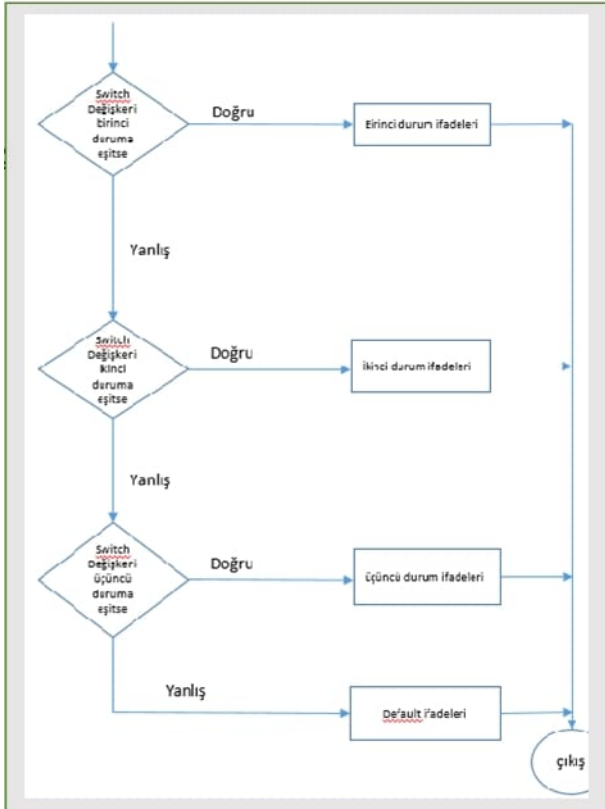 Switch
Değişkeri
birinci
duruma
eşitse
Doğru
Birinci durum ifadeleri
Yanlış
Switch
Değişkeri
ikinci
duruma
eşitse
Doğru
İkinci durum ifadeleri
Yanlış
Switch
Değişkeri
üçüncü
duruma
eşitse
Doğru
üçüncü durum ifadeleri
Yanlış
Default ifadeleri
çıkış